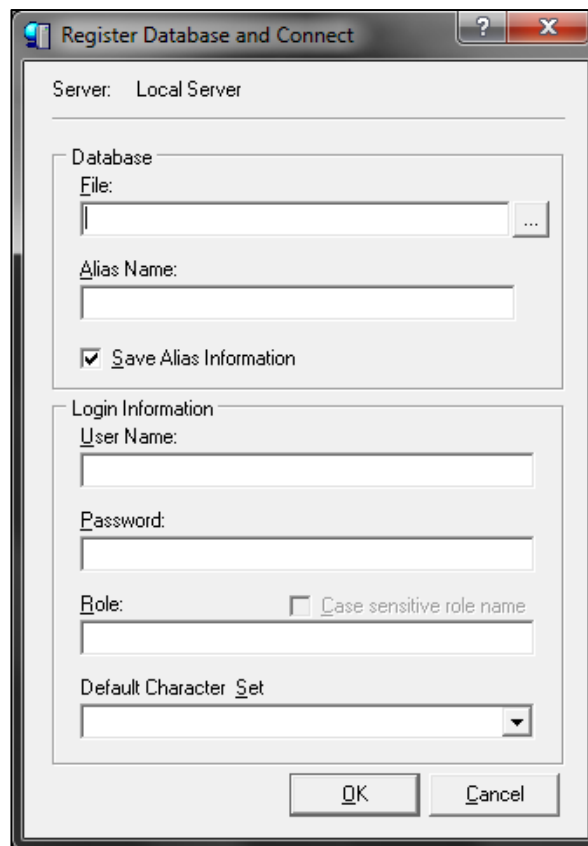 Register Database and Connect
Server: Local Server
Database
File:
...
Alias Name:
Save Alias Information
Login Information
User Name:
Password:
Role: Case sensitive role name
Default Character Set
OK Cancel